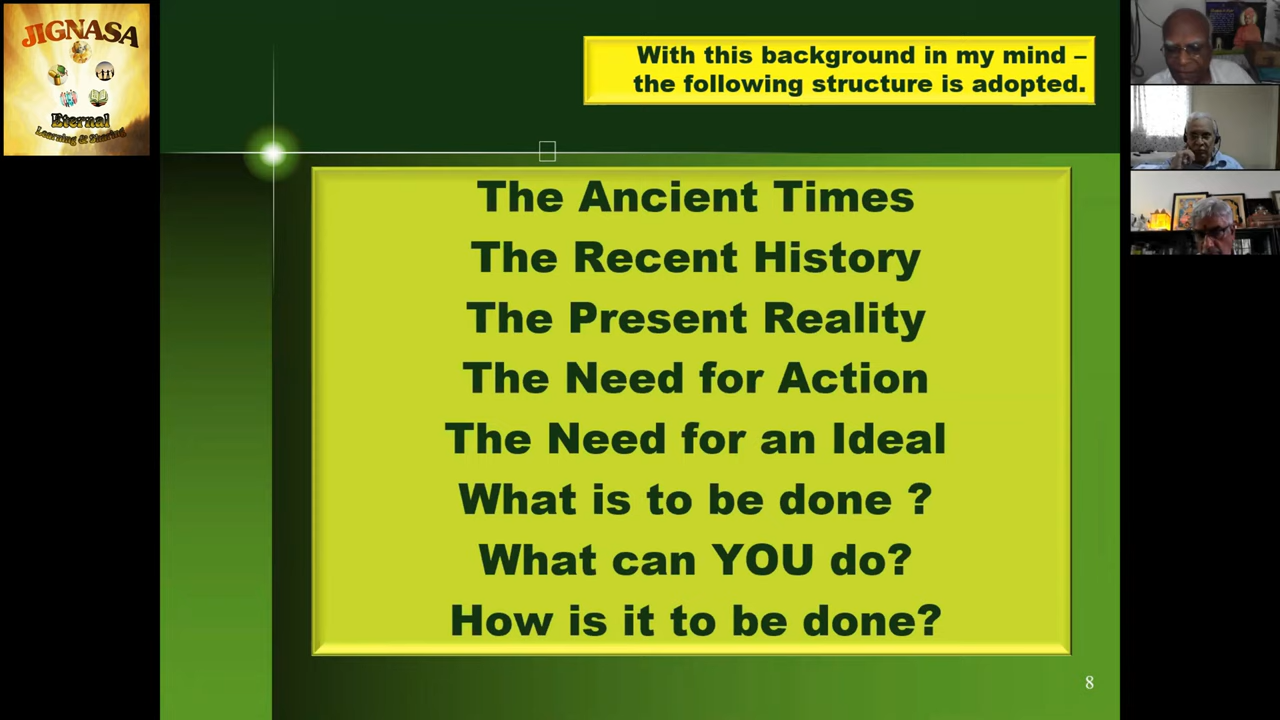 JIGNASA
Eternal
Learning & Sharing
With this background in my mind –
the following structure is adopted.
The Ancient Times
The Recent History
The Present Reality
The Need for Action
The Need for an Ideal
What is to be done ?
What can YOU do?
How is it to be done?
8